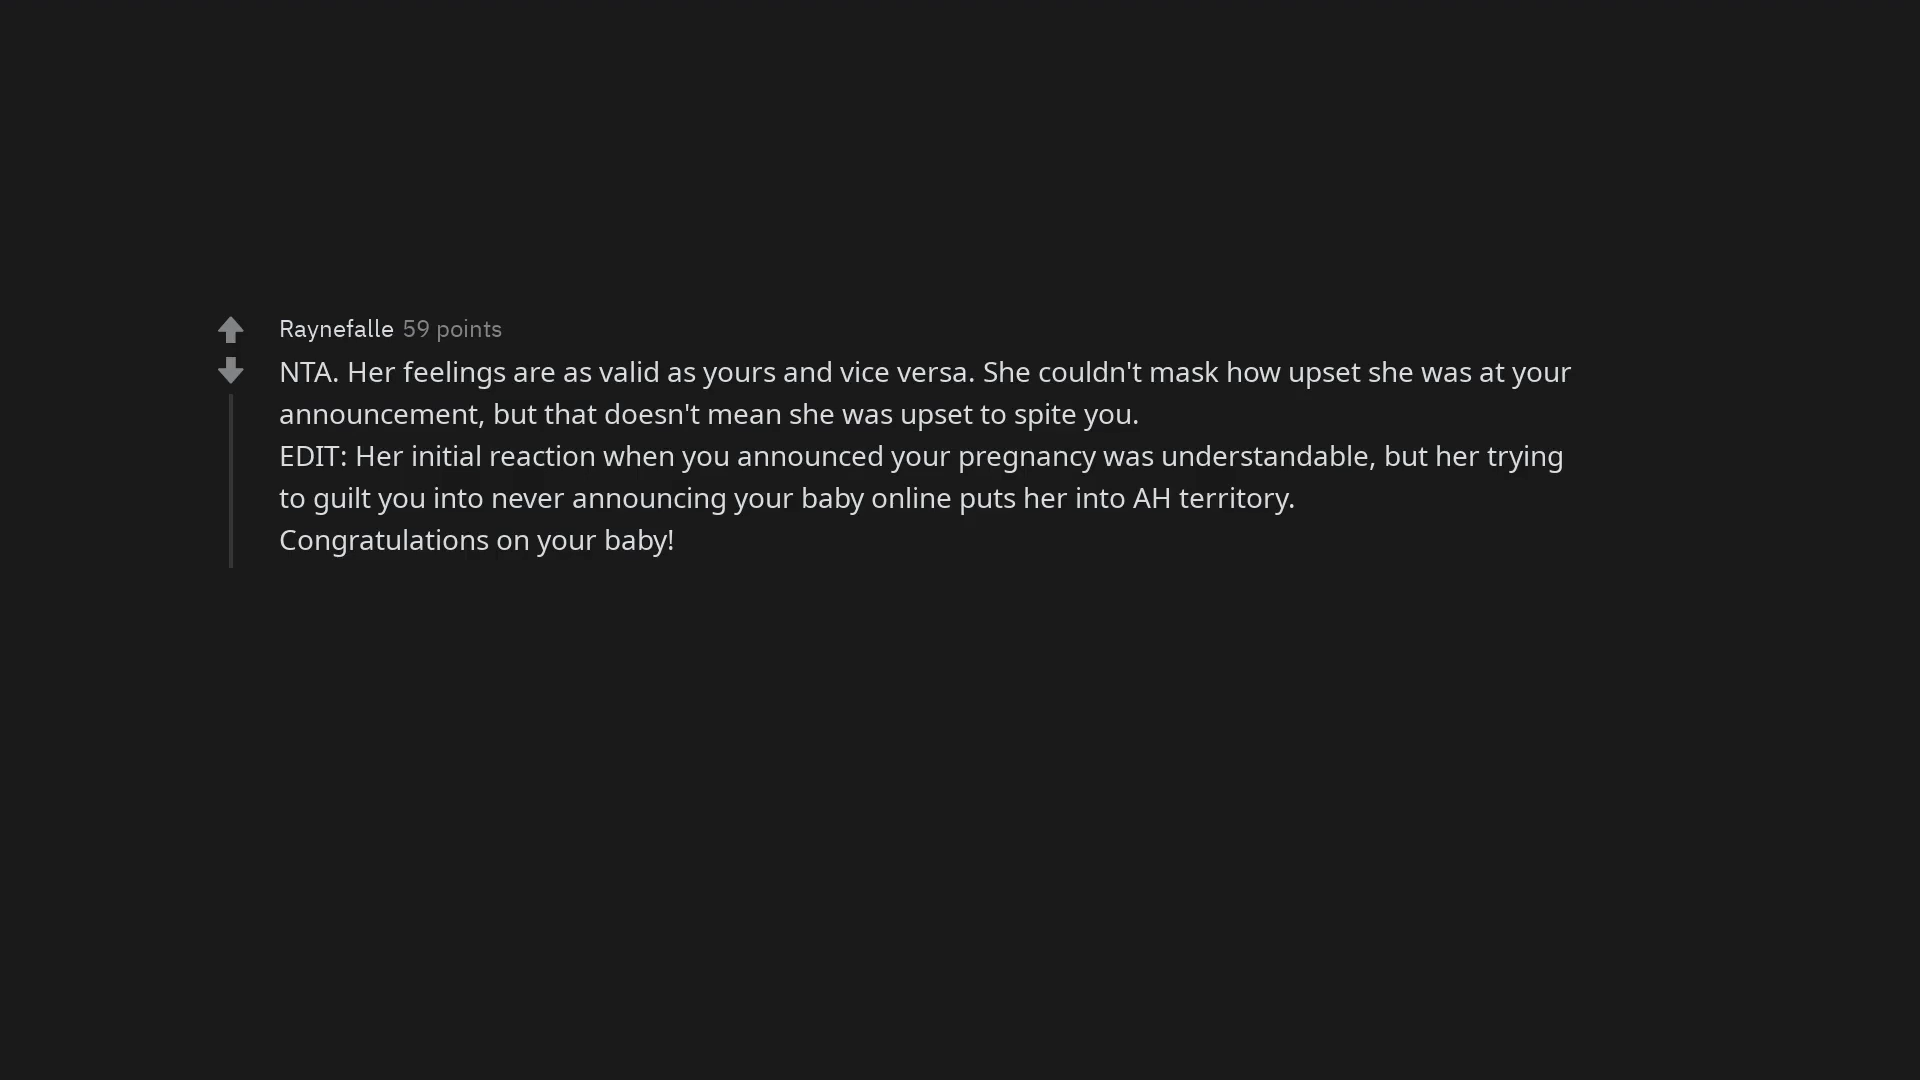 Raynefalle 59 points
NTA. Her feelings are as valid as yours and vice versa. She couldn't mask how upset she was at your
announcement, but that doesn't mean she was upset to spite you.
EDIT: Her initial reaction when you announced your pregnancy was understandable, but her trying
to guilt you into never announcing your baby online puts her into AH territory.
Congratulations on your baby!